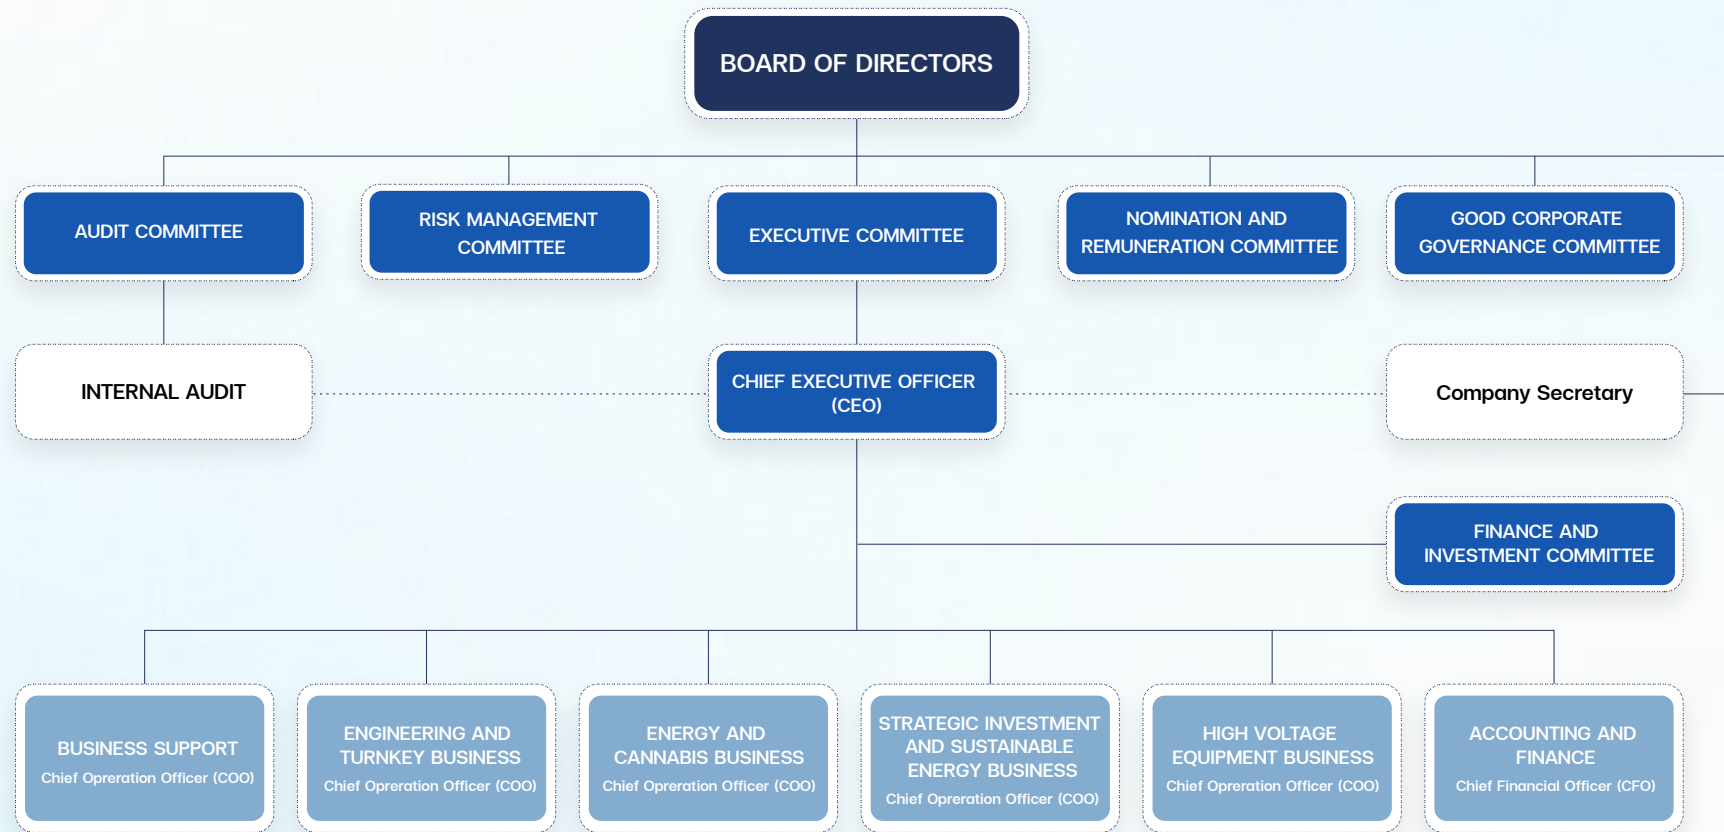 BOARD OF DIRECTORS
AUDIT COMMITTEE
RISK MANAGEMENT
COMMITTEE
EXECUTIVE COMMITTEE
NOMINATION AND
REMUNERATION COMMITTEE
GOOD CORPORATE
GOVERNANCE COMMITTEE
INTERNAL AUDIT
CHIEF EXECUTIVE OFFICER
(CEO)
Company Secretary
FINANCE AND
INVESTMENT COMMITTEE
BUSINESS SUPPORT
Chief Opreration Officer (COO)
ENGINEERING AND
TURNKEY BUSINESS
Chief Opreration Officer (COO)
ENERGY AND
CANNABIS BUSINESS
Chief Opreration Officer (COO)
STRATEGIC INVESTMENT
AND SUSTAINABLE
ENERGY BUSINESS
Chief Opreration Officer (COO)
HIGH VOLTAGE
EQUIPMENT BUSINESS
Chief Opreration Officer (COO)
ACCOUNTING AND
FINANCE
Chief Financial Officer (CFO)